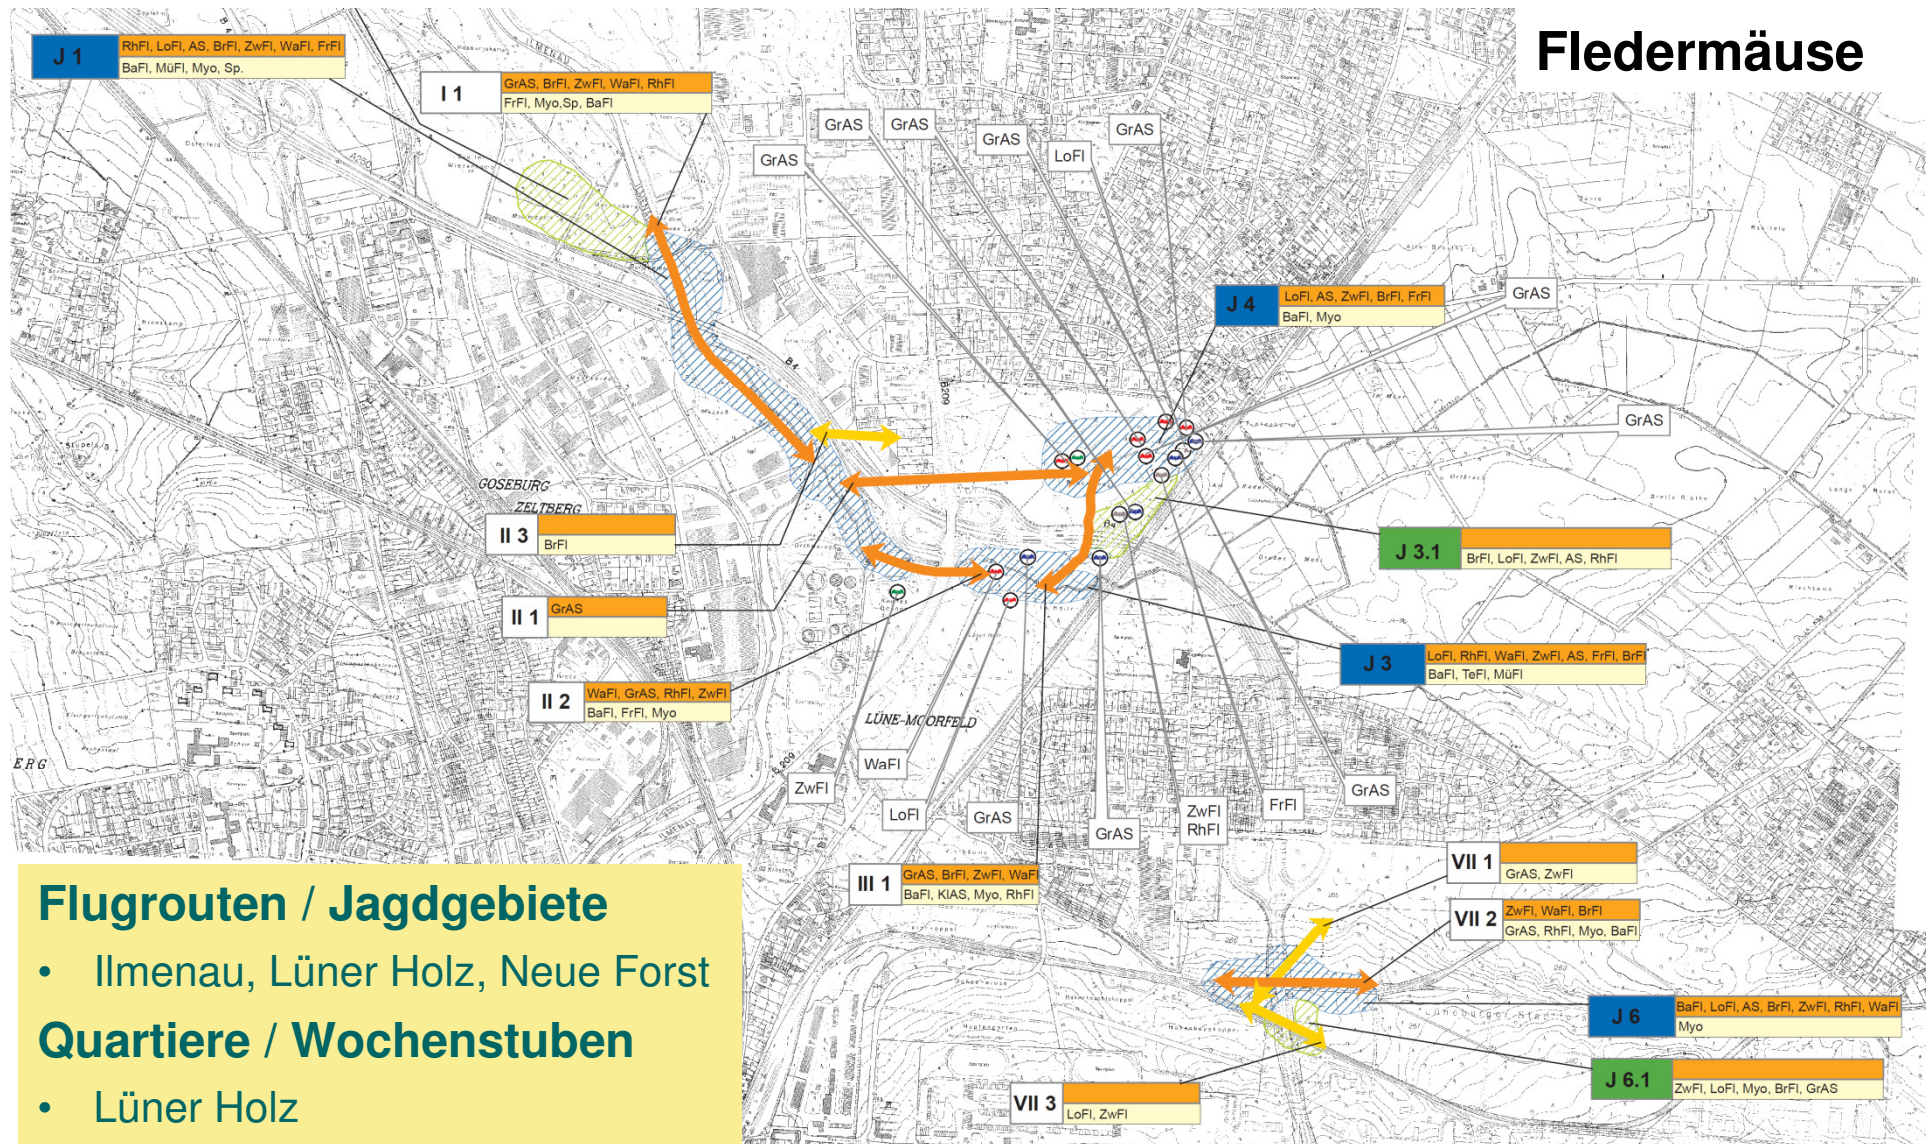 Fledermäuse
J 1
RhFl, LoFl, AS, BrFl, ZwFl, WaFl, FrFl
BaFl, MüFl, Myo, Sp.
I 1
GrAS, BrFl, ZwFl, WaFl, RhFl
FrFl, Myo,Sp, BaFl
GrAS
GrAS
GrAS
GrAS
LoFl
GrAS
ILMENAU
J 4
LoFl, AS, ZwFl, BrFl, FrFl
BaFl, Myo
GrAS
GrAS
B4
B209
GOSEBURG
ZELTBERG
II 3
BrFl
J 3.1
BrFl, LoFl, ZwFl, AS, RhFl
II 1
GrAS
J 3
LoFl, RhFl, WaFl, ZwFl, AS, FrFl, BrFl
BaFl, TeFl, MüFl
II 2
WaFl, GrAS, RhFl, ZwFl
BaFl, FrFl, Myo
LÜNE-MOORFELD
ERG
B 209
ILMENAU
ZwFl
WaFl
LoFl
GrAS
GrAS
ZwFl
RhFl
FrFl
GrAS
III 1
GrAS, BrFl, ZwFl, WaFl
BaFl, KlAS, Myo, RhFl
VII 1
GrAS, ZwFl
VII 2
ZwFl, WaFl, BrFl
GrAS, RhFl, Myo, BaFl
J 6
BaFl, LoFl, AS, BrFl, ZwFl, RhFl, WaFl
Myo
J 6.1
ZwFl, LoFl, Myo, BrFl, GrAS
VII 3
LoFl, ZwFl
Flugrouten / Jagdgebiete
• Ilmenau, Lüner Holz, Neue Forst
Quartiere / Wochenstuben
• Lüner Holz